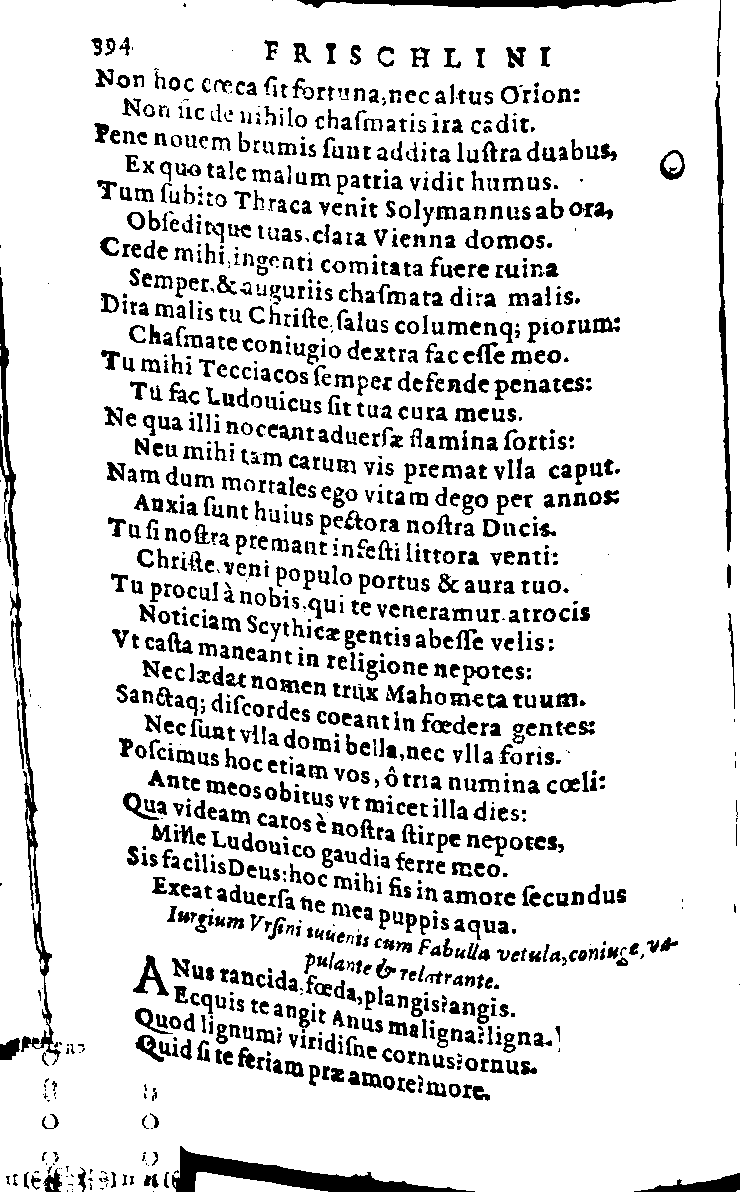 394 FRISCHLINI
Non hoc cœca ſit fortuna, nec altus Orion:
Non ſic de nihilo chaſmatis ira cadit.
Pene nouem brumis ſunt addita luſtra duabus,
Ex quo tale malum patria vidit humus.
Tum ſubito Thraca venit Solymannus ab ora,
Obſeditque tuas, clara Vienna domos.
Crede mihi, ingenti comitata fuere ruina
Semper, & auguriis chaſmata dira malis.
Dira malis tu Chriſte, ſalus columenq; piorum:
Chaſmate coniugio dextra fac eſſe meo.
Tu mihi Tecciacos ſemper defende penates:
Tu fac Ludouicus ſit tua cura meus.
Ne qua illi noceant aduerſæ flamina ſortis:
Neu mihi tam carum vis premat vlla caput.
Nam dum mortales ego vitam dego per annos:
Anxia ſunt huius pectora noſtra Ducis.
Tu ſi noſtra premant infeſti littora venti:
Chriſte, veni populo portus & aura tuo.
Tu procul à nobis, qui te veneramur, atrocis
Noticiam Scythicæ gentis abeſſe velis:
Vt caſta maneant in religione nepotes:
Nec lædat nomen trux Mahometa tuum.
Sanctaq; diſcordes coeant in fœdera gentes:
Nec ſunt vlla domi bella, nec vlla foris.
Poſcimus hoc etiam vos, ô tria numina cœli:
Ante meos obitus vt micet illa dies:
Qua videam caros è noſtra ſtirpe nepotes,
Mille Ludouico gaudia ferre meo.
Sis facilis Deus: hoc mihi ſis in amore ſecundus
Exeat aduerſa ne mea puppis aqua.
Iurgium Vrſini iuuenis cum Fabulla vetula, coniuge, va-
pulante & relatrante.
ANus rancida, fœda, plangis? angis.
Ecquis te angit Anus maligna? ligna.
Quod lignum? viridiſne cornus? ornus.
Quid ſi te feriam præ amore? more.